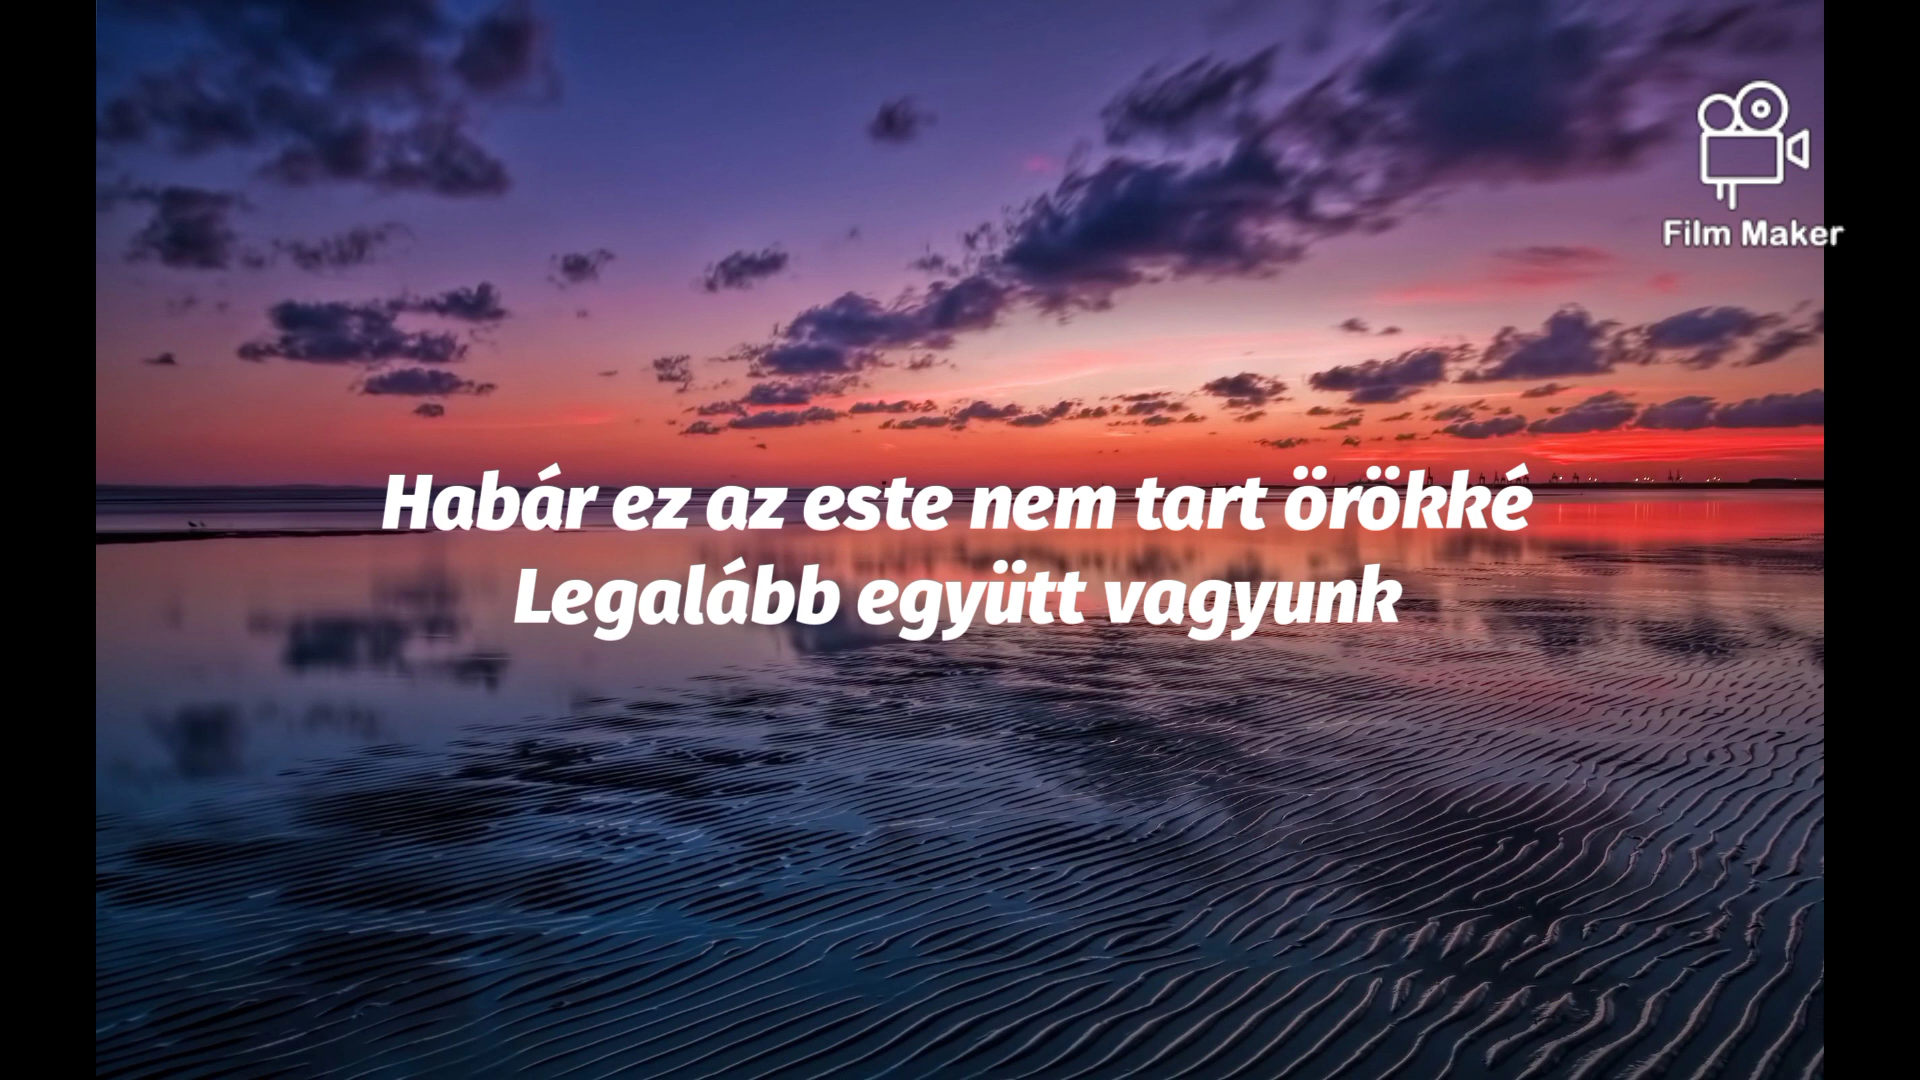 Film Maker
Habár ez az este nem tart örökké
Legalább együtt vagyunk